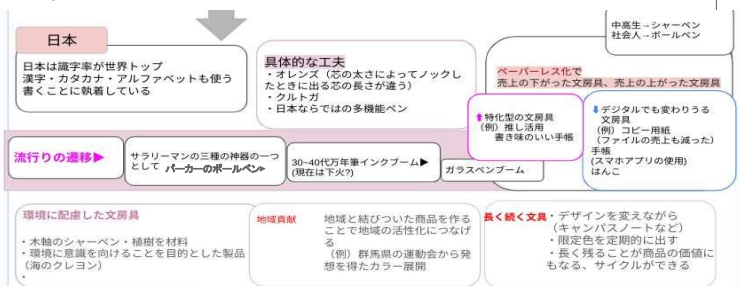 中高生→シャーペン
社会人→ボールペン
日本
日本は識字率が世界トップ
漢字・カタカナ・アルファベットも使う
書くことに執着している
具体的な工夫
・オレンズ（芯の太さによってノックし
たときに出る芯の長さが違う）
・クルトガ
・日本ならではの多機能ペン
ペーパーレス化で
売上の下がった文房具、売上の上がった文房具
⬆特化型の文房具
（例）推し活用
書き味のいい手帳
⬇デジタルでも変わりうる
文房具
（例）コピー用紙
（ファイルの売上も減った）
手帳
(スマホアプリの使用)
はんこ
流行りの遷移▶
サラリーマンの三種の神器の一つ
として パーカーのボールペン▶
30~40代万年筆インクブーム▶
(現在は下火?)
ガラスペンブーム
環境に配慮した文房具
・木軸のシャーペン・植樹を材料
・環境に意識を向けることを目的とした製品
（海のクレヨン）
・
地域貢献
地域と結びついた商品を作る
ことで地域の活性化につなげ
る
（例）群馬県の運動会から発
想を得たカラー展開
長く続く文具・デザインを変えながら
（キャンパスノートなど）
・限定色を定期的に出す
・長く残ることが商品の価値に
もなる、サイクルができる